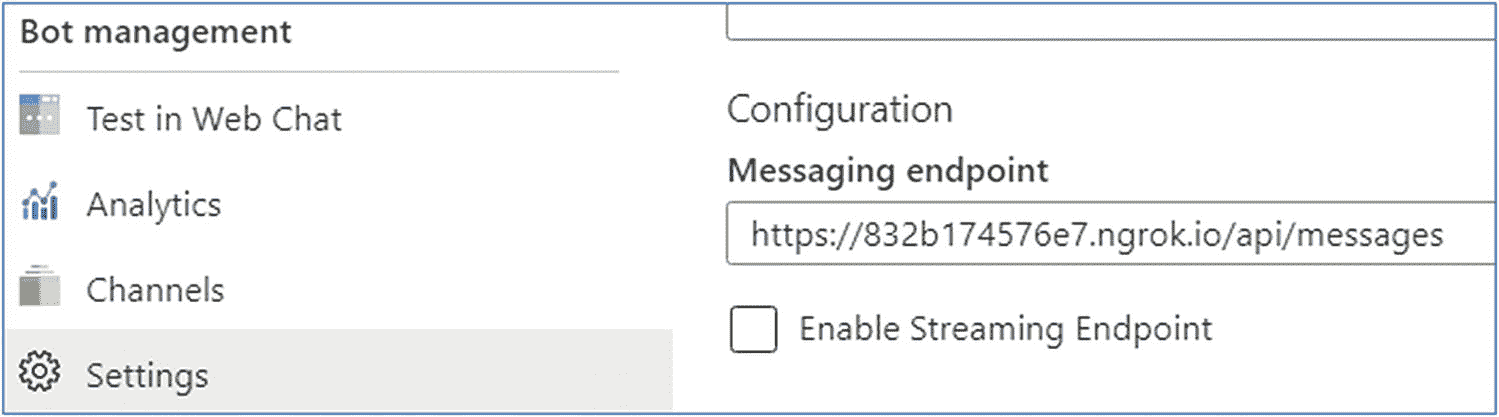 Bot management
Test in Web Chat
Analytics
Channels
Settings
Configuration
Messaging endpoint
https://832b174576e7.ngrok.io/api/messages
Enable Streaming Endpoint